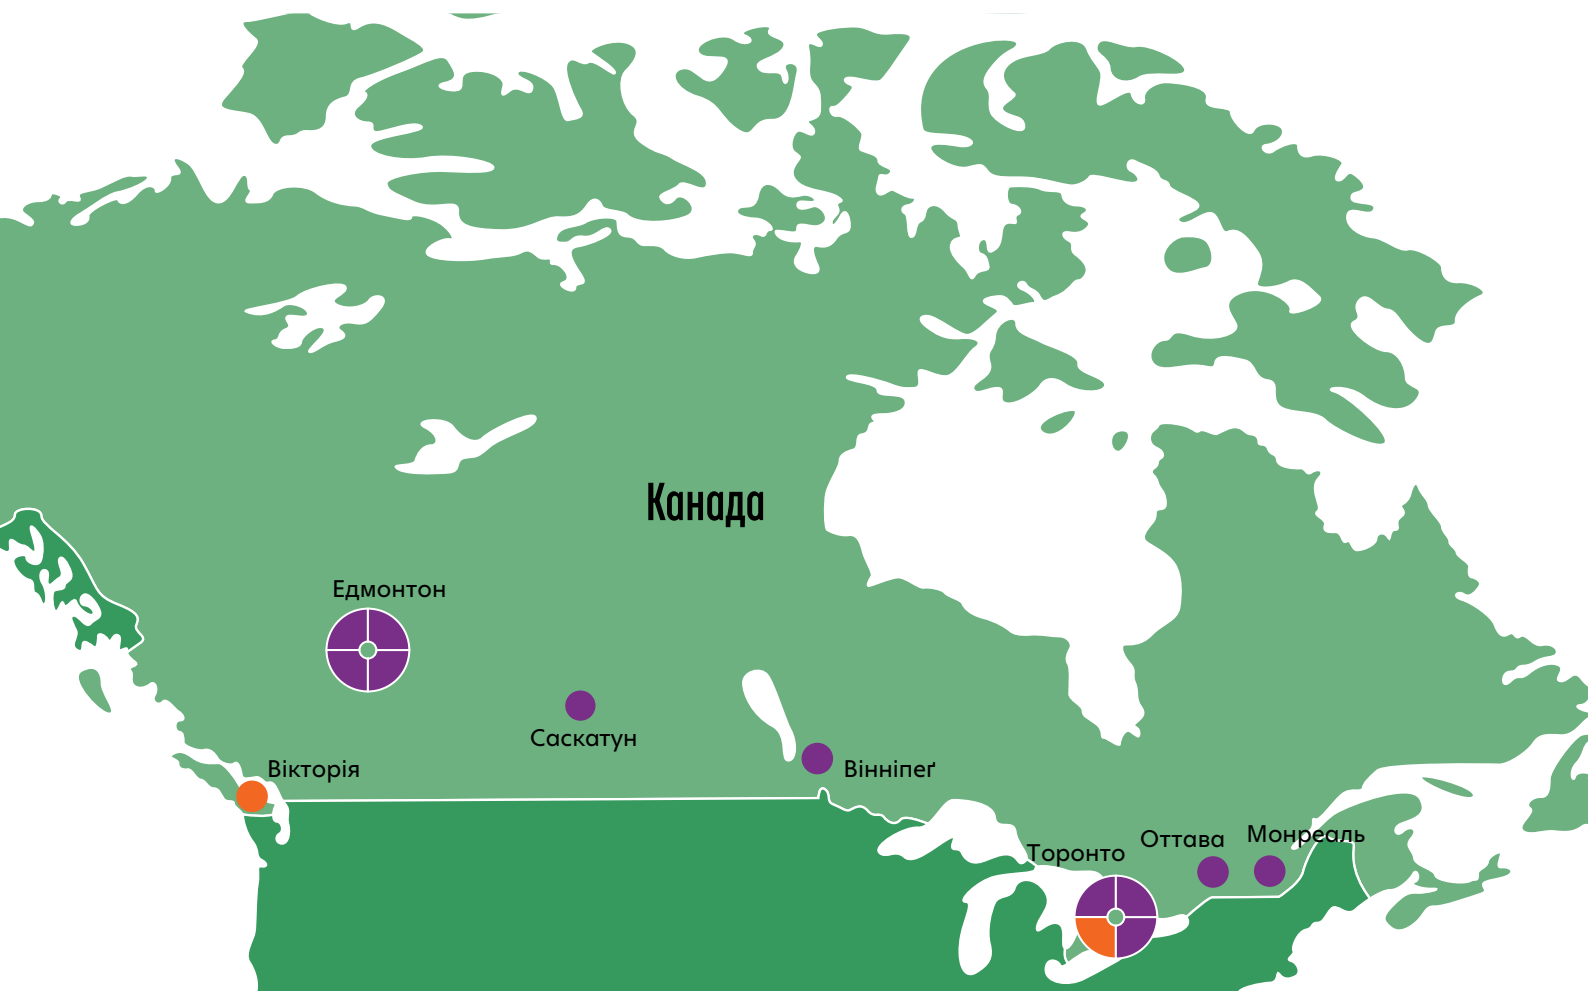 Канада
Едмонтон
Саскатун
Вікторія
Вінніпеґ
Торонто
Оттава
Монреаль